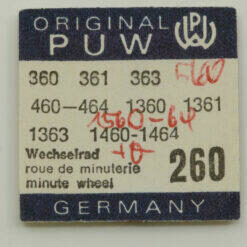 ORIGINAL
PUW
PUW
360 361 363 560
460-464 1360 1361
1560-64
1363 1460-1464
Wechselrad
roue de minuterie
minute wheel
260
GERMANY